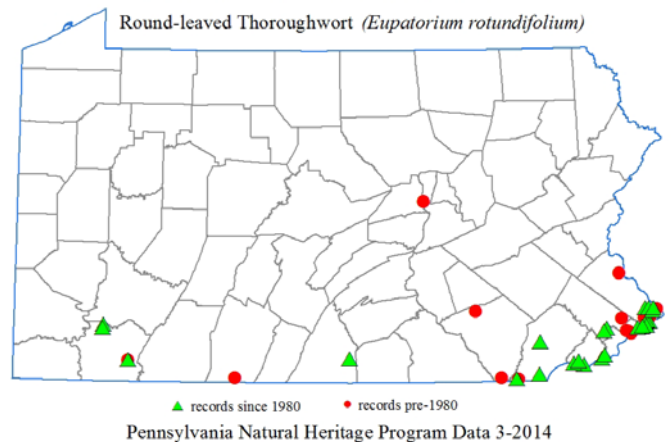 Round-leaved Thoroughwort (Eupatorium rotundifolium)
records since 1980 records pre-1980
Pennsylvania Natural Heritage Program Data 3-2014